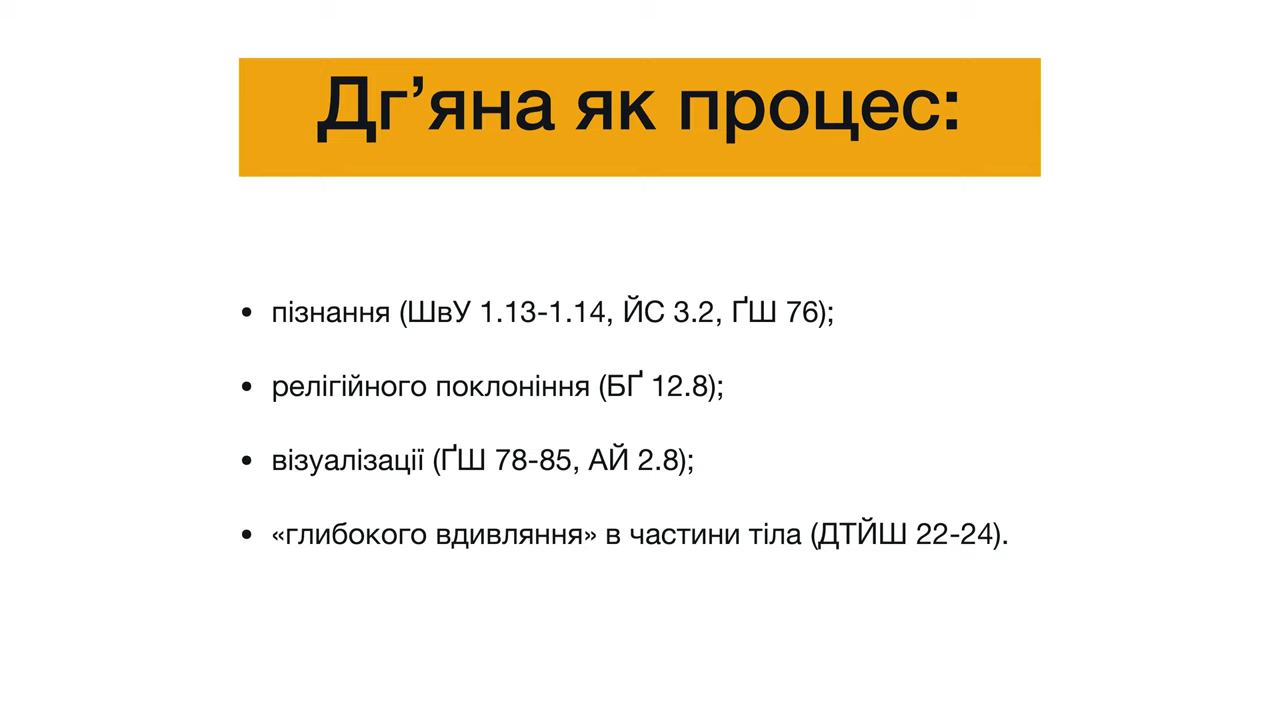 Дг’яна як процес:
• пізнання (ШвУ 1.13-1.14, ЙС 3.2, ҐШ 76);
• релігійного поклоніння (БҐ 12.8);
• візуалізації (ҐШ 78-85, АЙ 2.8);
• «глибокого вдивляння» в частини тіла (ДТЙШ 22-24).